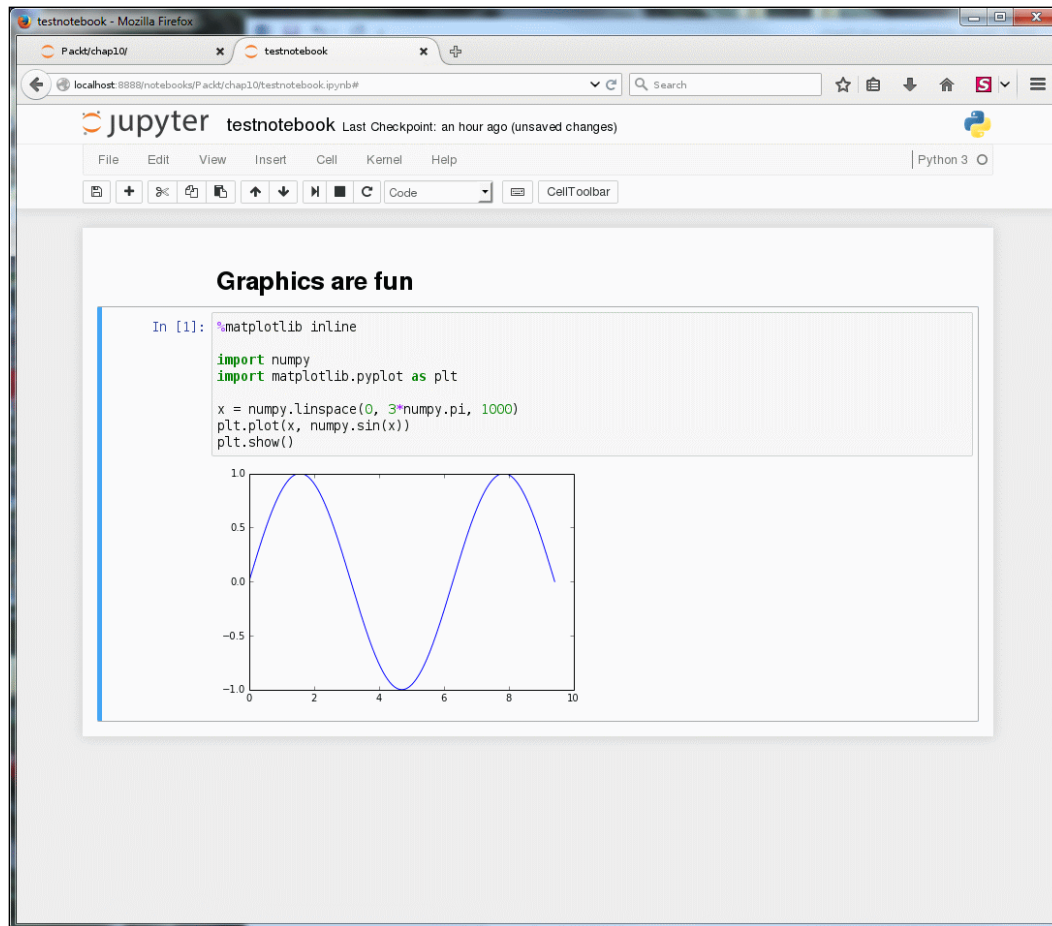 testnotebook - Mozilla Firefox
Packt/chap10/
testnotebook
localhost:8888/notebooks/Packt/chap10/testnotebook.ipynb#
Search
S
jupyter testnotebook Last Checkpoint: an hour ago (unsaved changes)
File Edit View Insert Cell Kernel Help Python 3
Code CellToolbar
Graphics are fun
In [1]: %matplotlib inline
import numpy
import matplotlib.pyplot as plt
x = numpy.linspace(0, 3*numpy.pi, 1000)
plt.plot(x, numpy.sin(x))
plt.show()
1.0
0.5
0.0
−0.5
−1.0
0 2 4 6 8 10